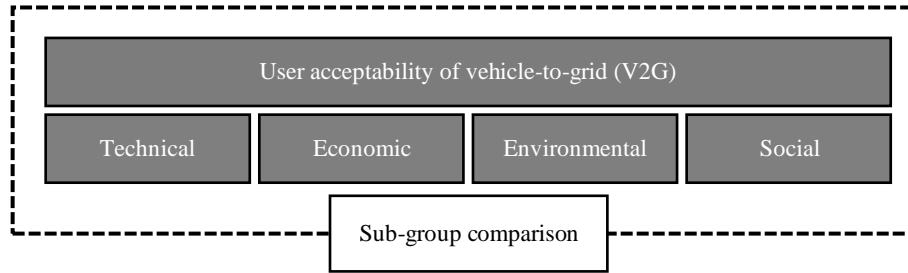 User acceptability of vehicle-to-grid (V2G)
Technical
Economic
Environmental
Social
Sub-group comparison